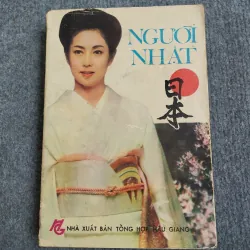 NGƯỜI
NHẬT
日本
NHÀ XUẤT BẢN TỔNG HỢP HẬU GIANG